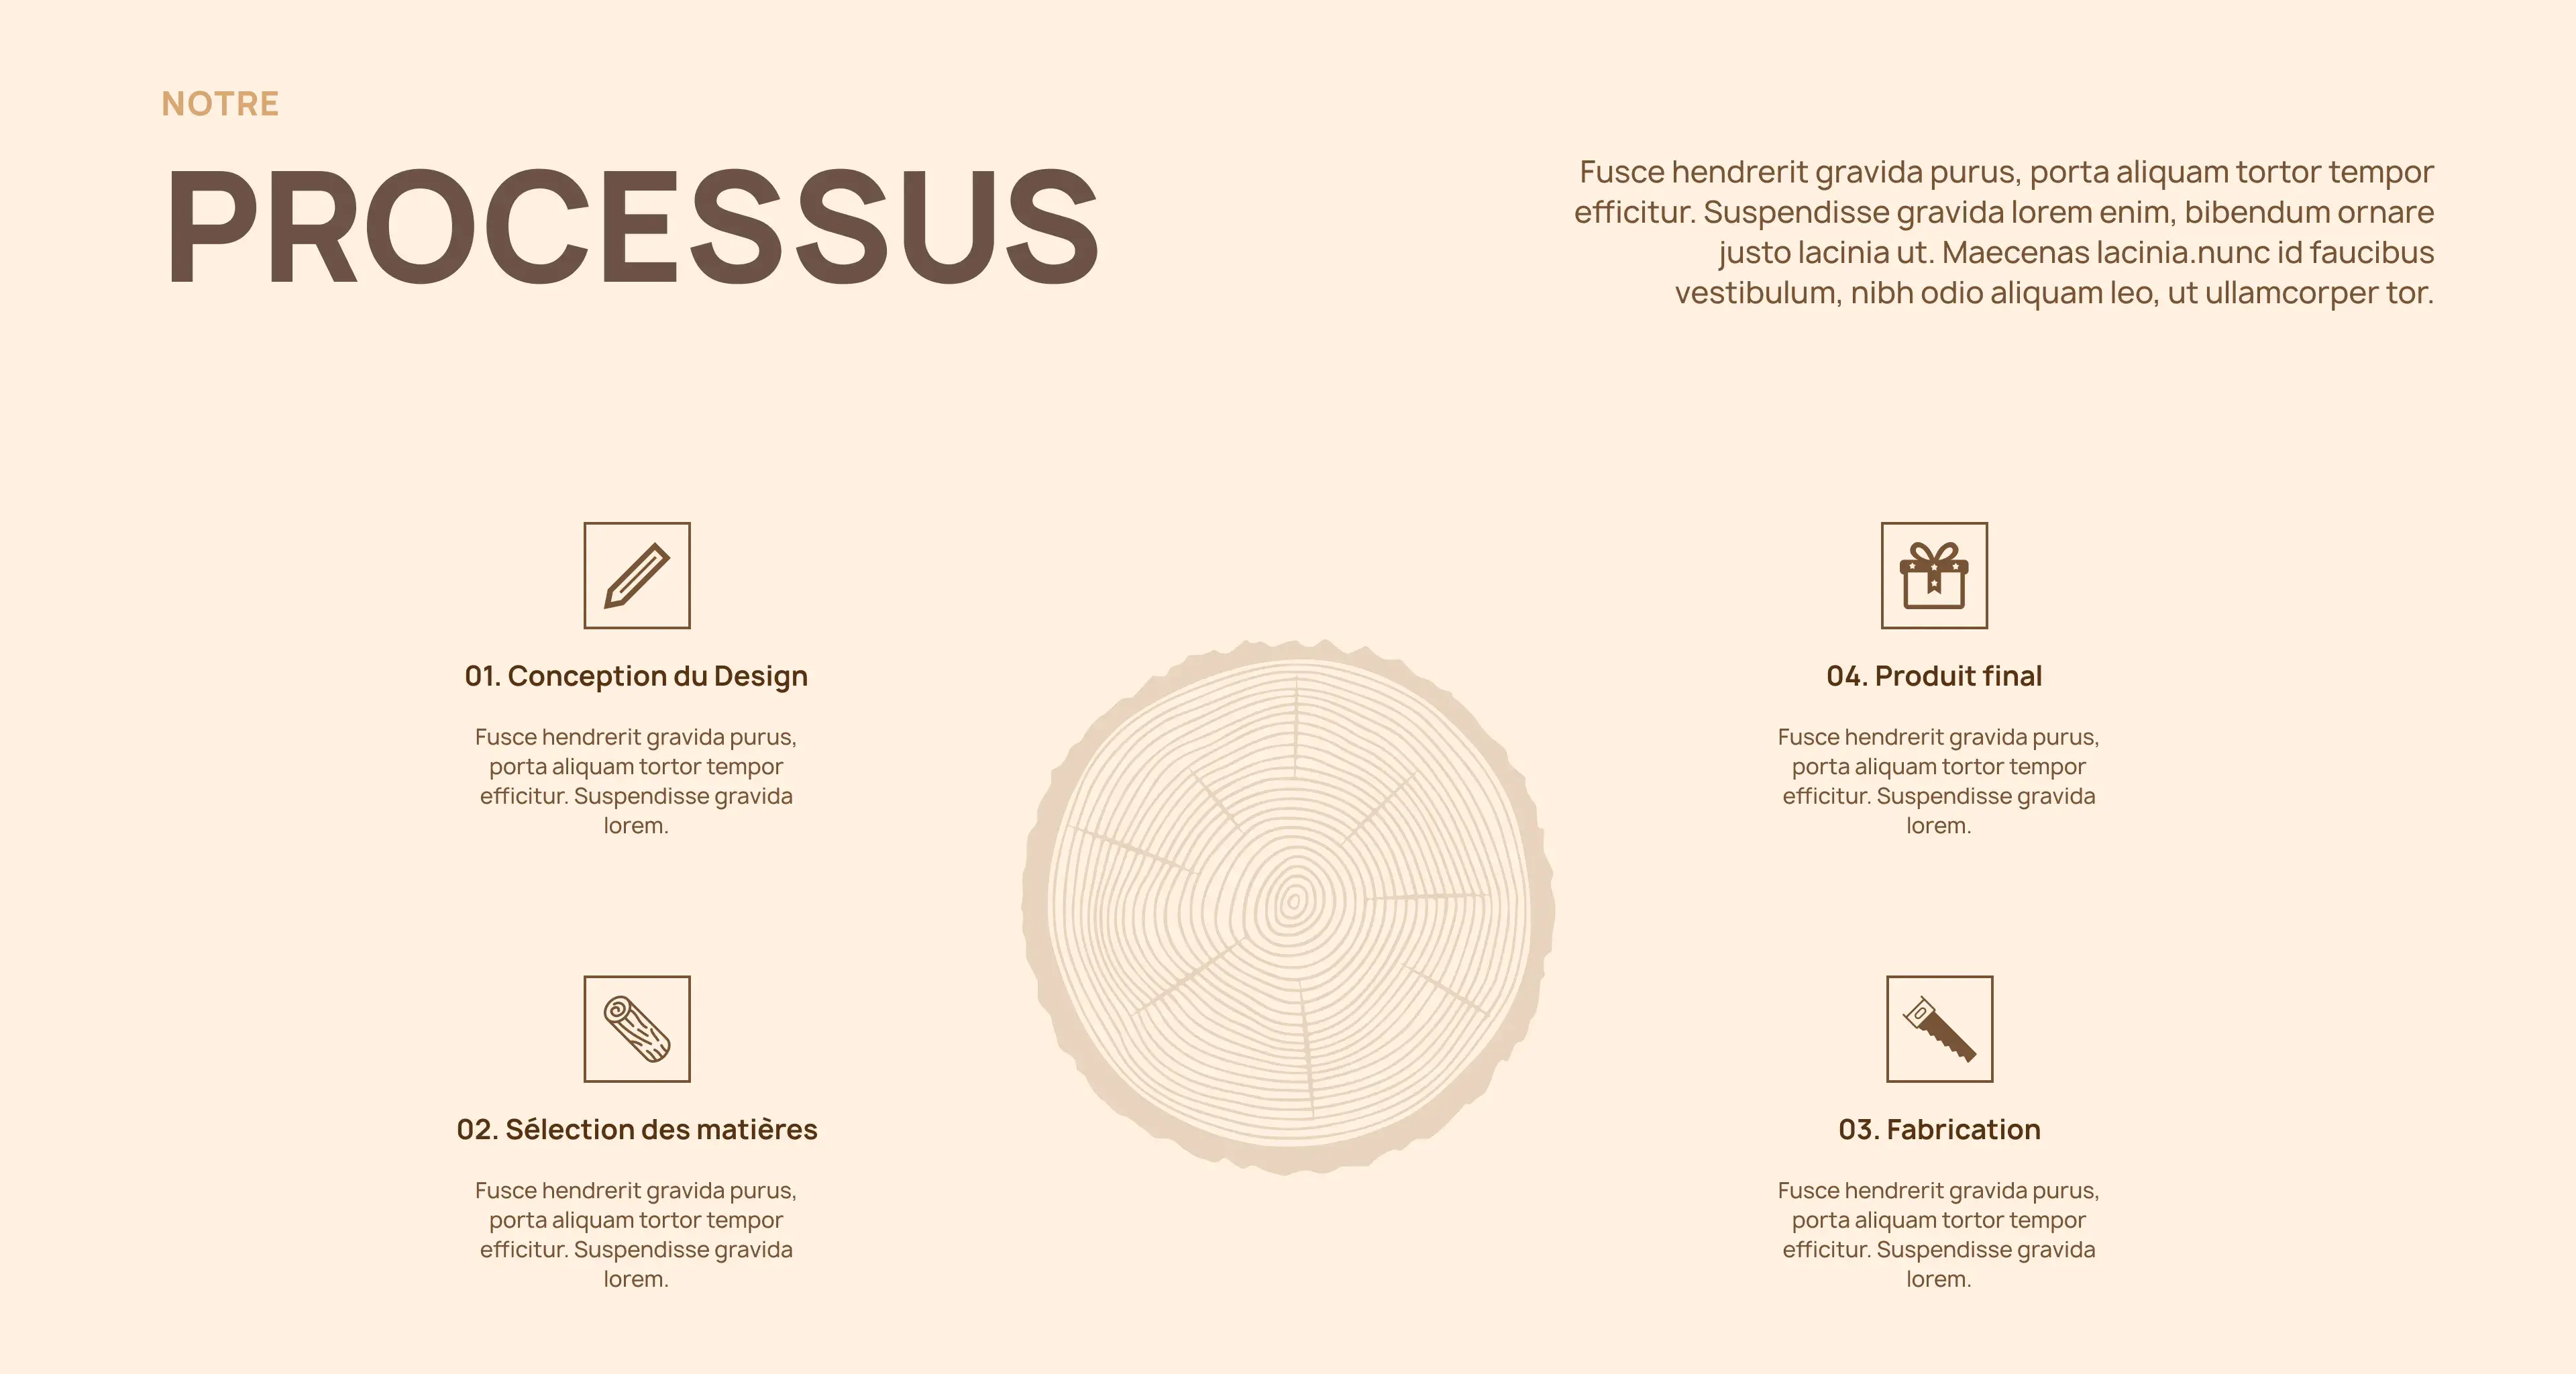 NOTRE
PROCESSUS
Fusce hendrerit gravida purus, porta aliquam tortor tempor
efficitur. Suspendisse gravida lorem enim, bibendum ornare
justo lacinia ut. Maecenas lacinia.nunc id faucibus
vestibulum, nibh odio aliquam leo, ut ullamcorper tor.
01. Conception du Design
Fusce hendrerit gravida purus,
porta aliquam tortor tempor
efficitur. Suspendisse gravida
lorem.
02. Sélection des matières
Fusce hendrerit gravida purus,
porta aliquam tortor tempor
efficitur. Suspendisse gravida
lorem.
03. Fabrication
Fusce hendrerit gravida purus,
porta aliquam tortor tempor
efficitur. Suspendisse gravida
lorem.
04. Produit final
Fusce hendrerit gravida purus,
porta aliquam tortor tempor
efficitur. Suspendisse gravida
lorem.